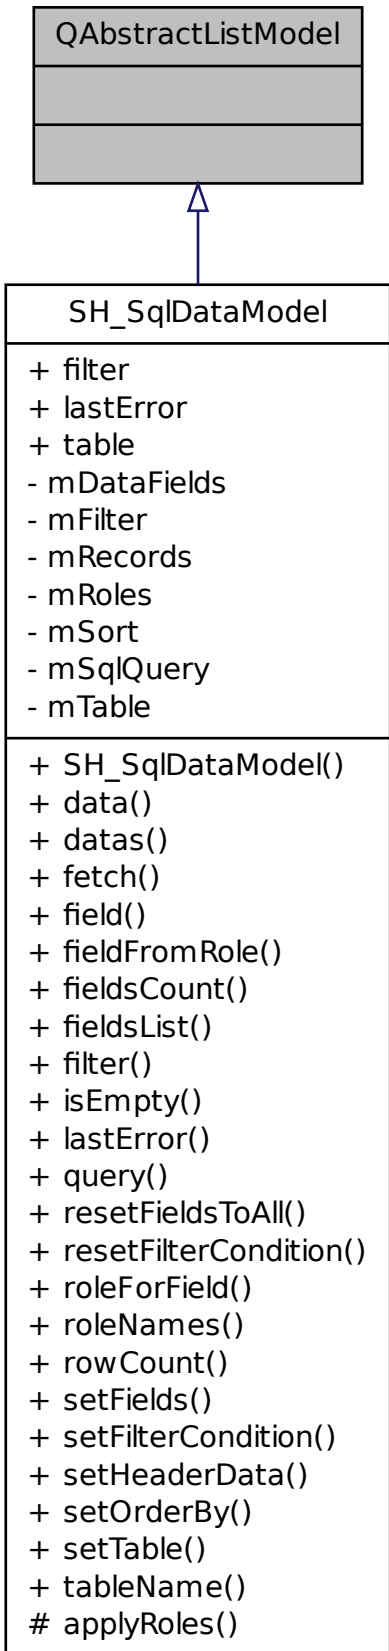 QAbstractListModel
SH_SqlDataModel
+ filter
+ lastError
+ table
- mDataFields
- mFilter
- mRecords
- mRoles
- mSort
- mSqlQuery
- mTable
+ SH_SqlDataModel()
+ data()
+ datas()
+ fetch()
+ field()
+ fieldFromRole()
+ fieldsCount()
+ fieldsList()
+ filter()
+ isEmpty()
+ lastError()
+ query()
+ resetFieldsToAll()
+ resetFilterCondition()
+ roleForField()
+ roleNames()
+ rowCount()
+ setFields()
+ setFilterCondition()
+ setHeaderData()
+ setOrderBy()
+ setTable()
+ tableName()
# applyRoles()